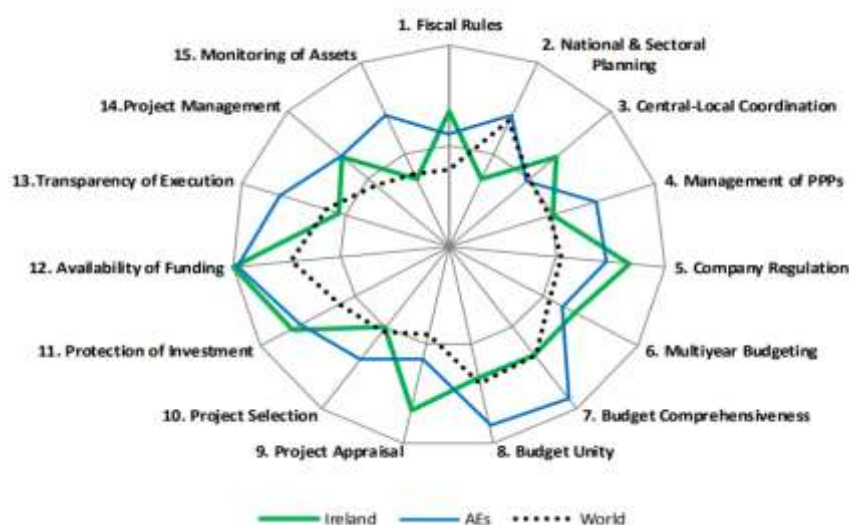 1. Fiscal Rules
2. National & Sectoral
Planning
3. Central-Local Coordination
4. Management of PPPs
5. Company Regulation
6. Multiyear Budgeting
7. Budget Comprehensiveness
8. Budget Unity
9. Project Appraisal
10. Project Selection
11. Protection of Investment
12. Availability of Funding
13.Transparency of Execution
14.Project Management
15. Monitoring of Assets
Ireland
AEs
World